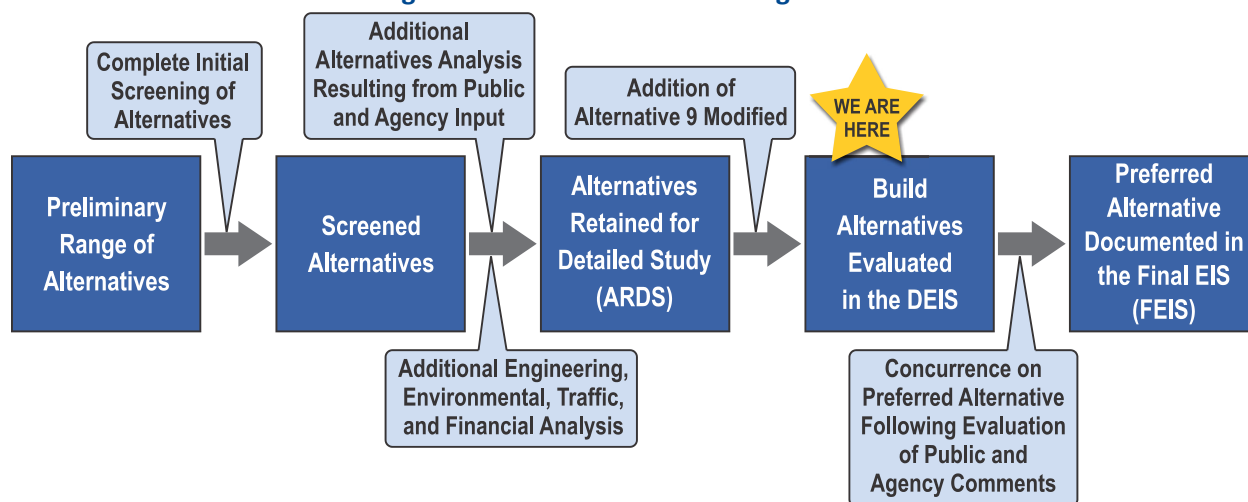 Complete Initial
Screening of
Alternatives
Additional
Alternatives Analysis
Resulting from Public
and Agency Input
Addition of
Alternative 9 Modified
WE ARE
HERE
Preliminary
Range of
Alternatives
Screened
Alternatives
Alternatives
Retained for
Detailed Study
(ARDS)
Build
Alternatives
Evaluated
in the DEIS
Preferred
Alternative
Documented in
the Final EIS
(FEIS)
Additional Engineering,
Environmental, Traffic,
and Financial Analysis
Concurrence on
Preferred Alternative
Following Evaluation
of Public and
Agency Comments